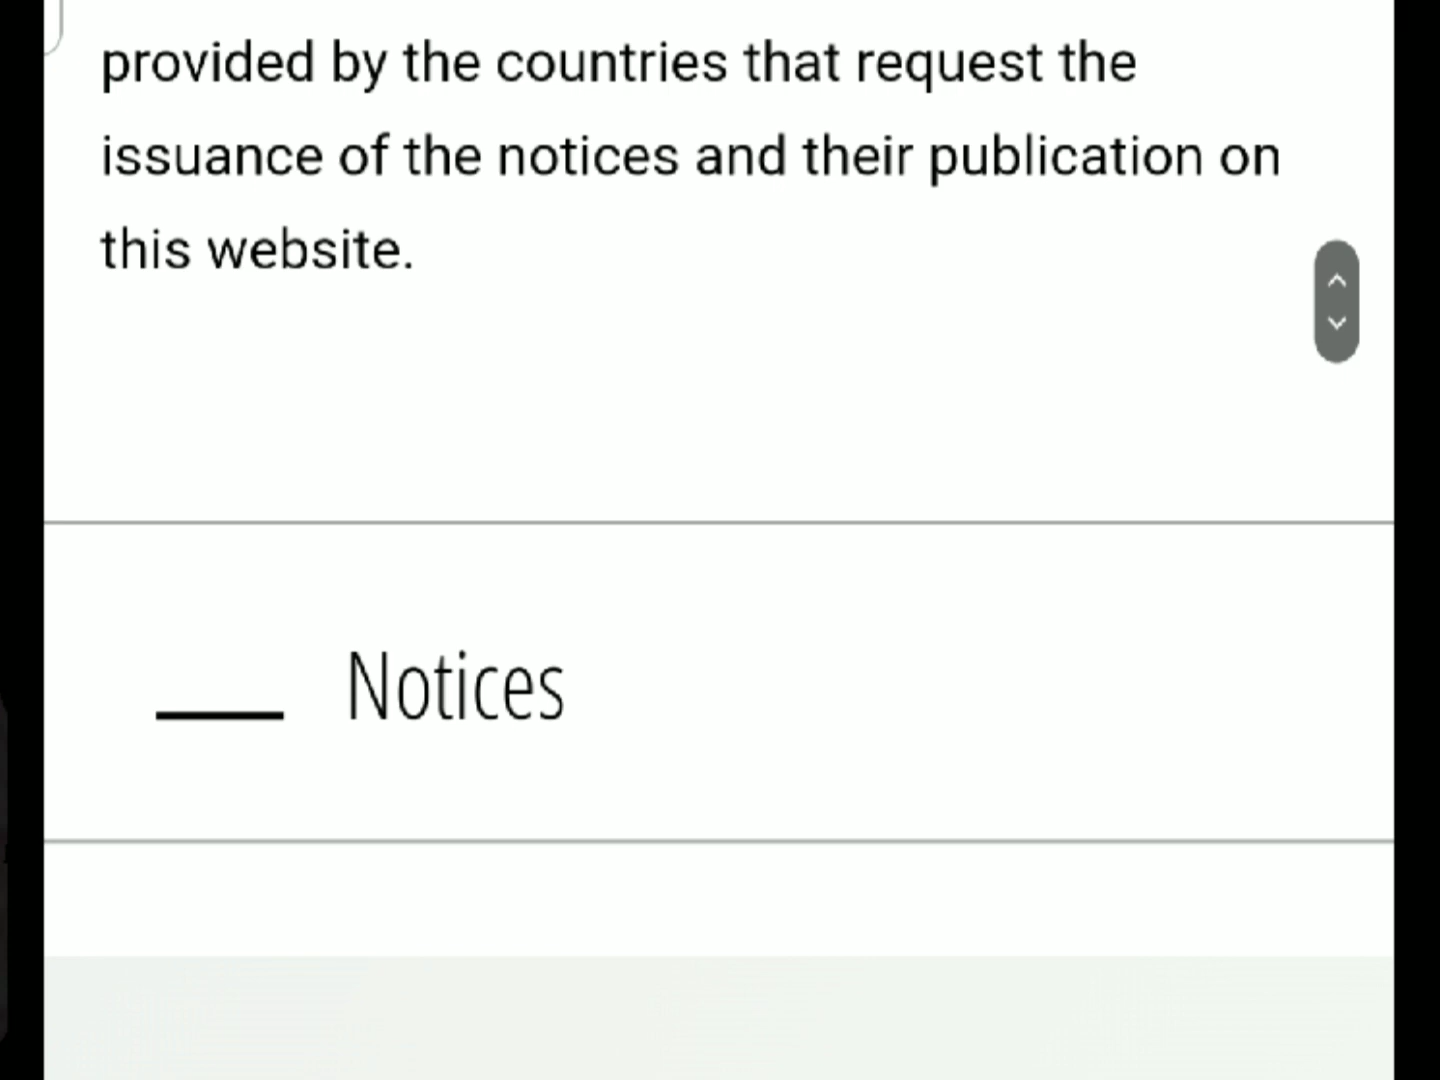 provided by the countries that request the
issuance of the notices and their publication on
this website.
Notices